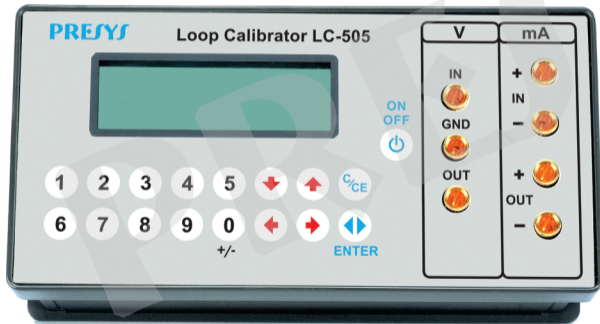 PRESYS
Loop Calibrator LC-505
V
mA
IN
GND
OUT
+
IN
−
+
OUT
−
ON
OFF
1 2 3 4 5
C/CE
6 7 8 9 0
+/-
ENTER